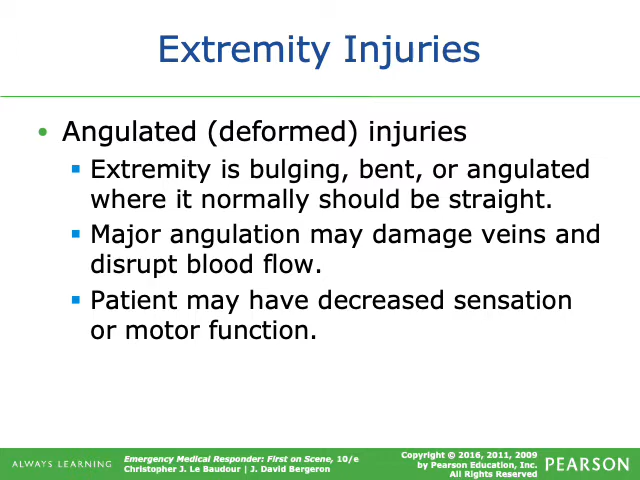 Extremity Injuries
• Angulated (deformed) injuries
▪ Extremity is bulging, bent, or angulated
where it normally should be straight.
▪ Major angulation may damage veins and
disrupt blood flow.
▪ Patient may have decreased sensation
or motor function.
ALWAYS LEARNING
Emergency Medical Responder: First on Scene, 10/e
Christopher J. Le Baudour | J. David Bergeron
Copyright © 2016, 2011, 2009
by Pearson Education, Inc.
All Rights Reserved
PEARSON